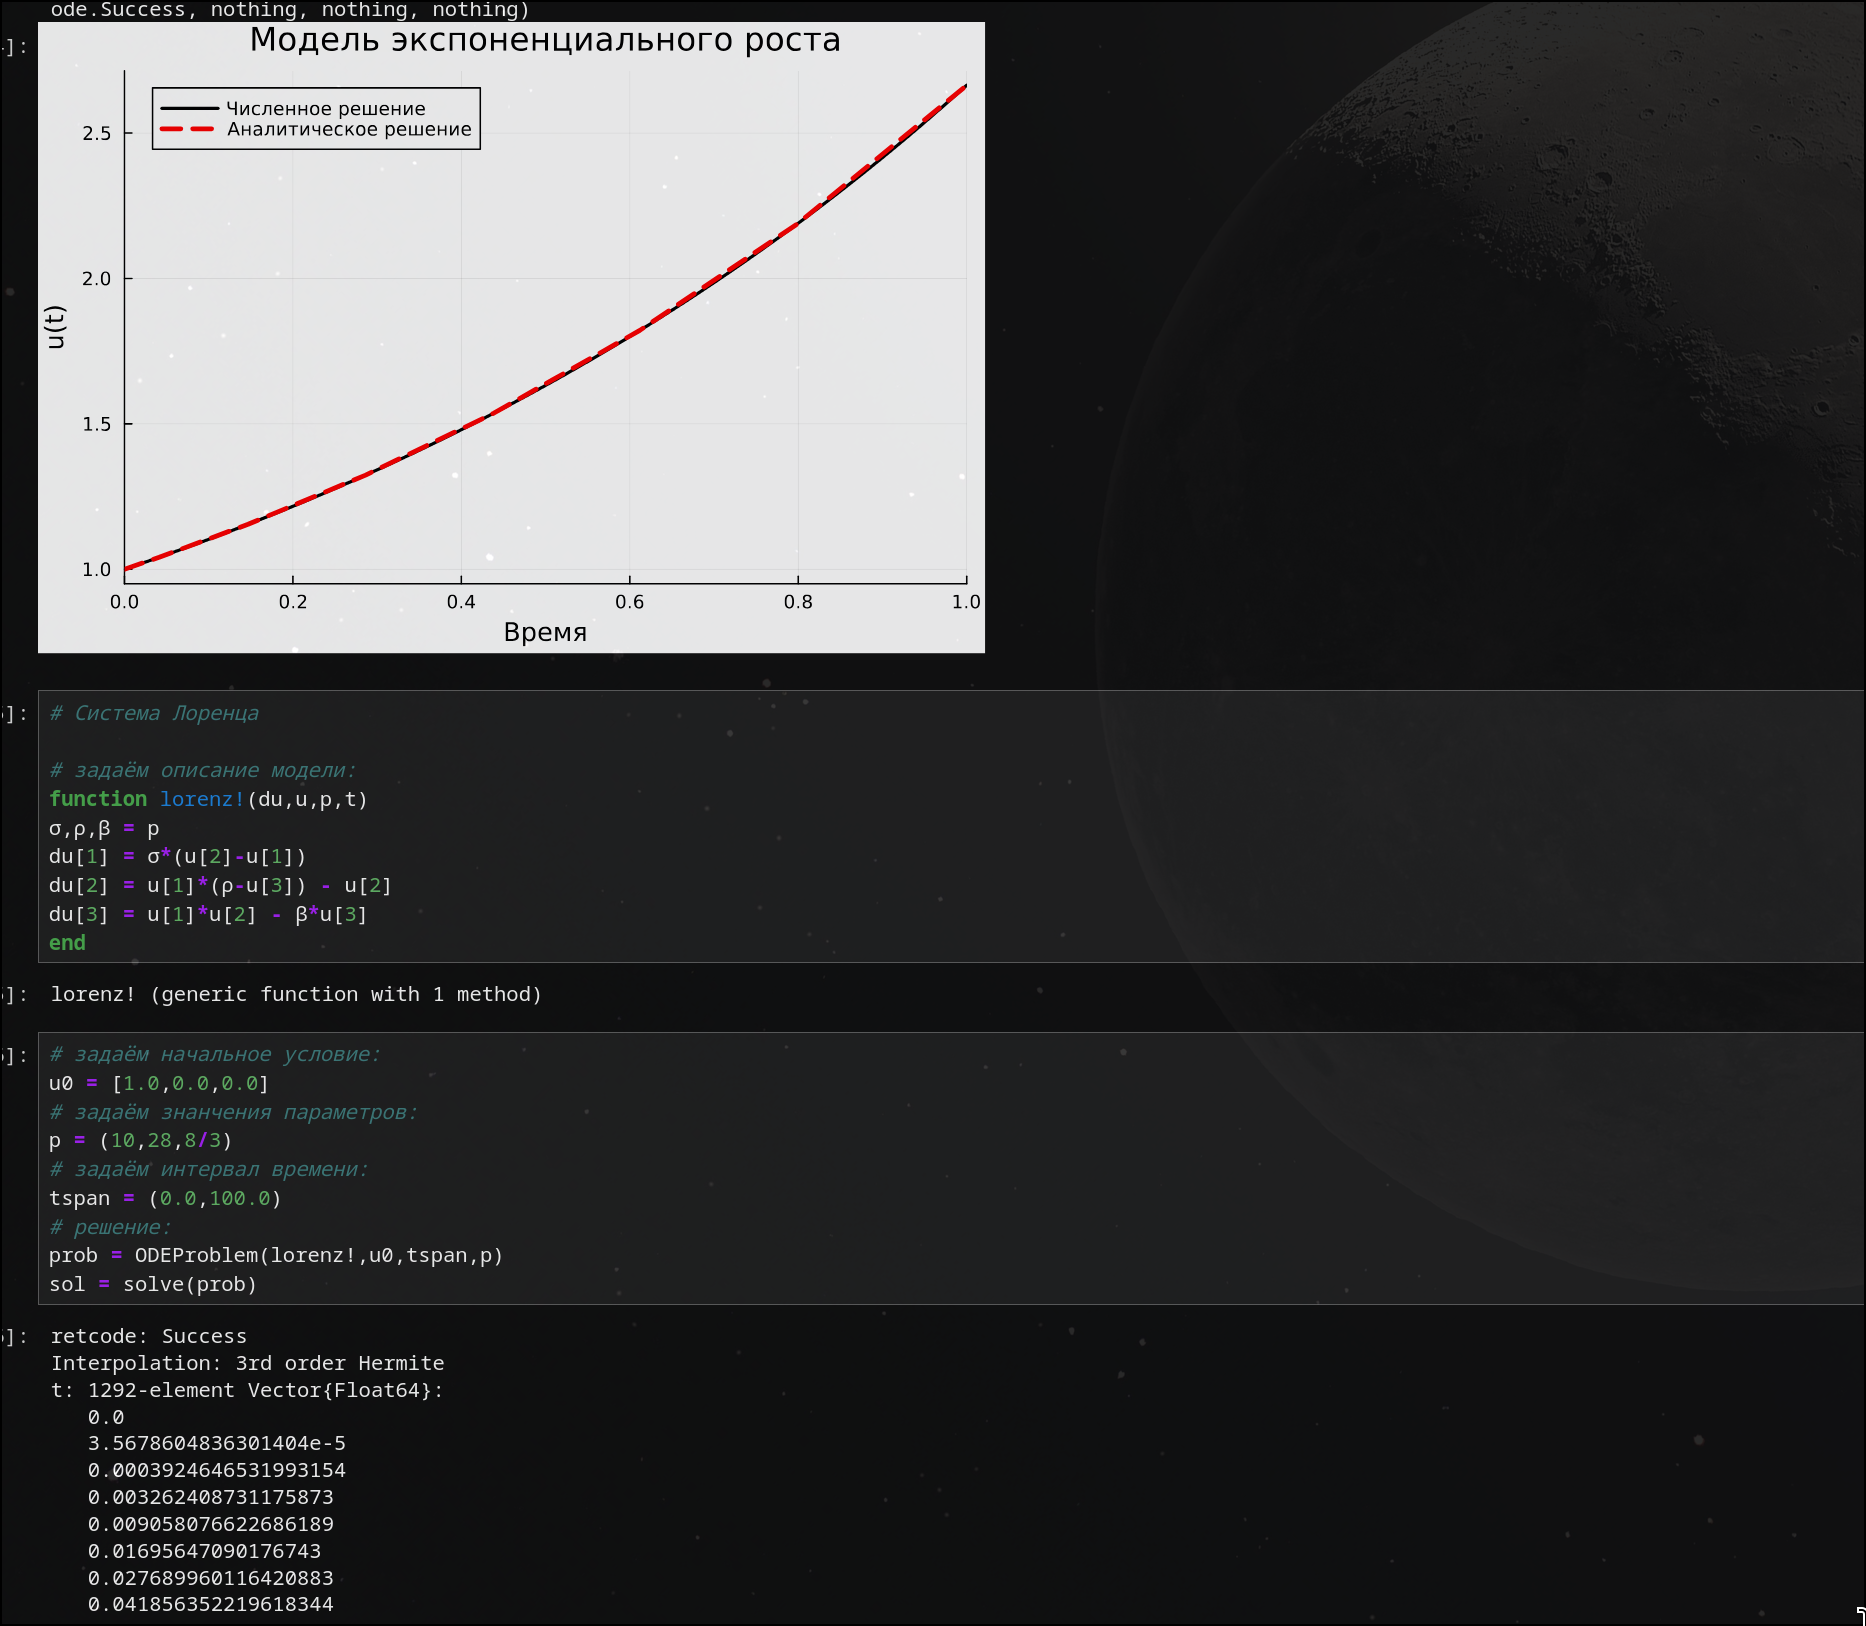 ode.Success, nothing, nothing, nothing)
]:
Модель экспоненциального роста
Численное решение
Аналитическое решение
2.5
2.0
1.5
1.0
u(t)
0.0 0.2 0.4 0.6 0.8 1.0
Время
]:
# Система Лоренца
# задаём описание модели:
function lorenz!(du,u,p,t)
σ,ρ,β = p
du[1] = σ*(u[2]-u[1])
du[2] = u[1]*(ρ-u[3]) - u[2]
du[3] = u[1]*u[2] - β*u[3]
end
]: lorenz! (generic function with 1 method)
]:
# задаём начальное условие:
u0 = [1.0,0.0,0.0]
# задаём знанчения параметров:
p = (10,28,8/3)
# задаём интервал времени:
tspan = (0.0,100.0)
# решение:
prob = ODEProblem(lorenz!,u0,tspan,p)
sol = solve(prob)
]: retcode: Success
Interpolation: 3rd order Hermite
t: 1292-element Vector{Float64}:
0.0
3.5678604836301404e-5
0.0003924646531993154
0.003262408731175873
0.009058076622686189
0.01695647090176743
0.027689960116420883
0.041856352219618344